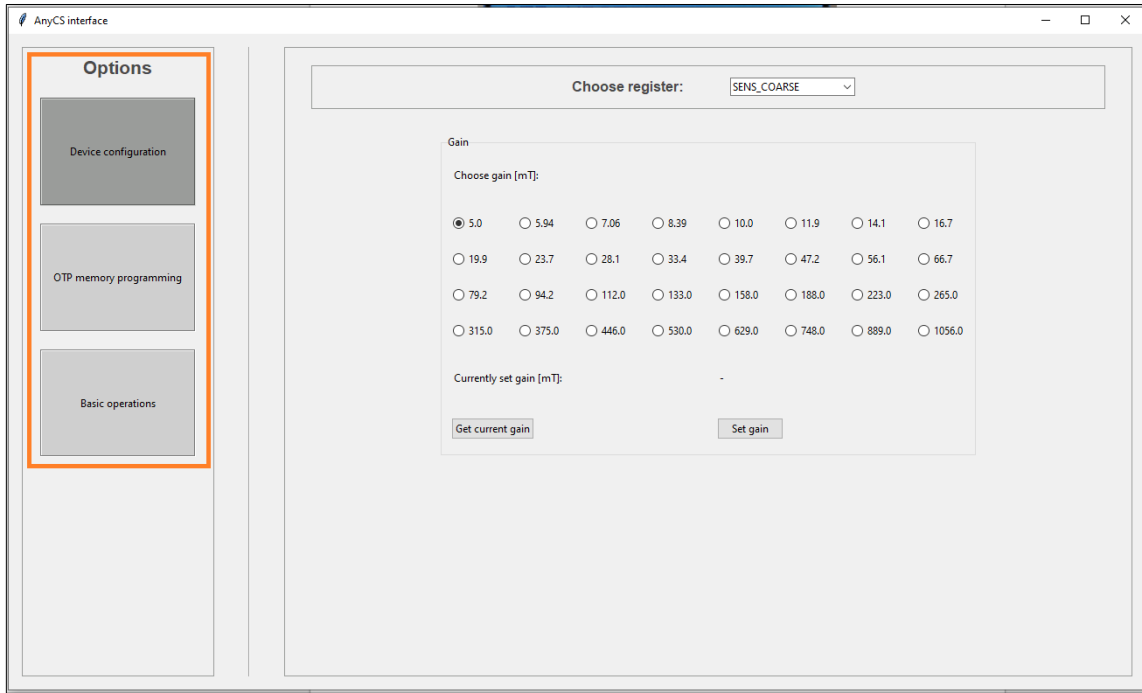 AnyCS interface
Options
Device configuration
OTP memory programming
Basic operations
Choose register: SENS_COARSE
Gain
Choose gain [mT]:
5.0 5.94 7.06 8.39 10.0 11.9 14.1 16.7
19.9 23.7 28.1 33.4 39.7 47.2 56.1 66.7
79.2 94.2 112.0 133.0 158.0 188.0 223.0 265.0
315.0 375.0 446.0 530.0 629.0 748.0 889.0 1056.0
Currently set gain [mT]: -
Get current gain Set gain